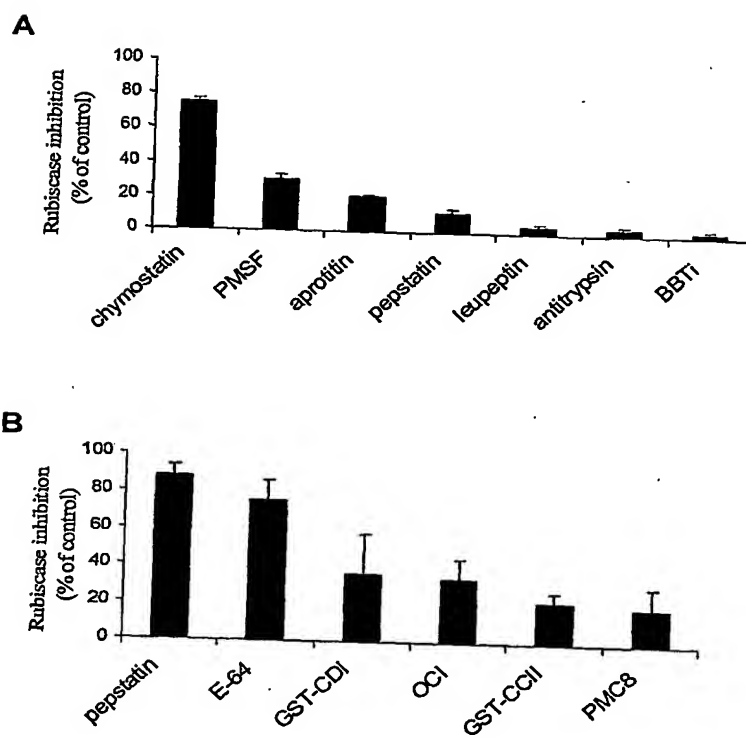 A
Rubiscase inhibition
(% of control)
100
80
60
40
20
0
chymostatin
PMSF
aprotitin
pepstatin
leupeptin
antitrypsin
BBTi
B
Rubiscase inhibition
(% of control)
100
80
60
40
20
0
pepstatin
E-64
GST-CDI
OCI
GST-CCII
PMC8